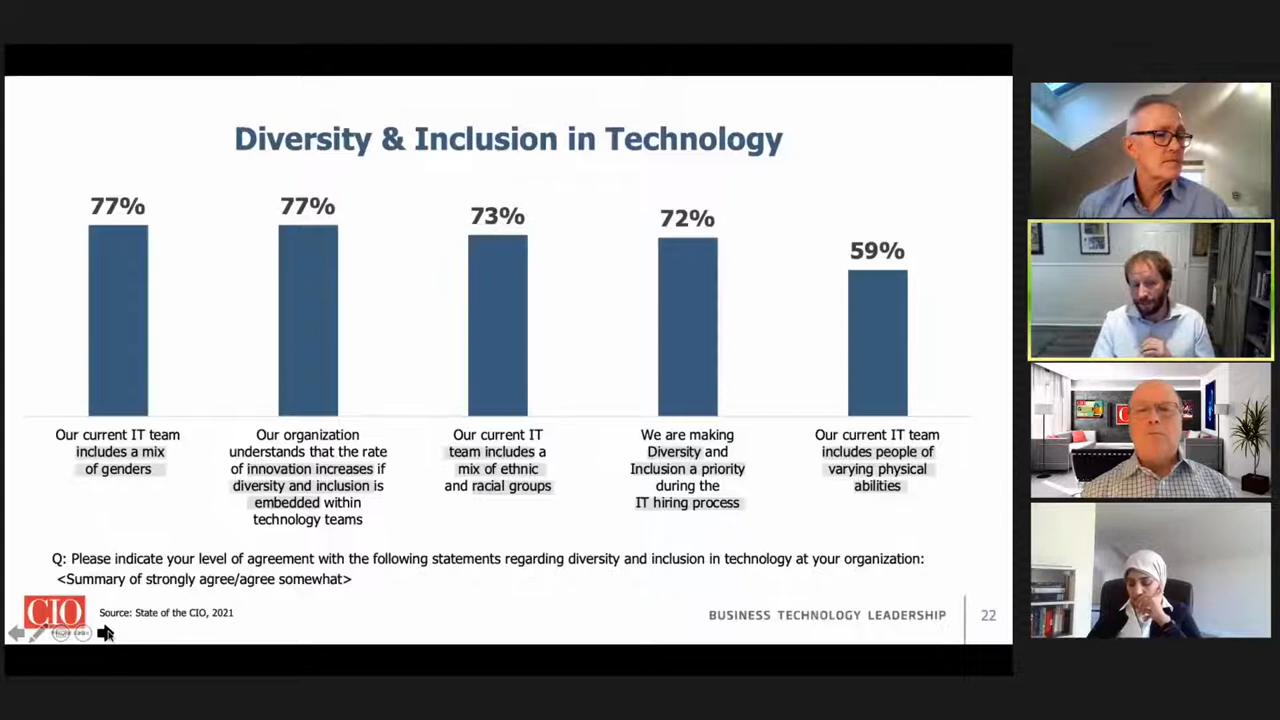 Diversity & Inclusion in Technology
77%
77%
73%
72%
59%
Our current IT team
includes a mix
of genders
Our organization
understands that the rate
of innovation increases if
diversity and inclusion is
embedded within
technology teams
Our current IT
team includes a
mix of ethnic
and racial groups
We are making
Diversity and
Inclusion a priority
during the
IT hiring process
Our current IT team
includes people of
varying physical
abilities
Q: Please indicate your level of agreement with the following statements regarding diversity and inclusion in technology at your organization:
<Summary of strongly agree/agree somewhat>
CIO
Source: State of the CIO, 2021
BUSINESS TECHNOLOGY LEADERSHIP
22